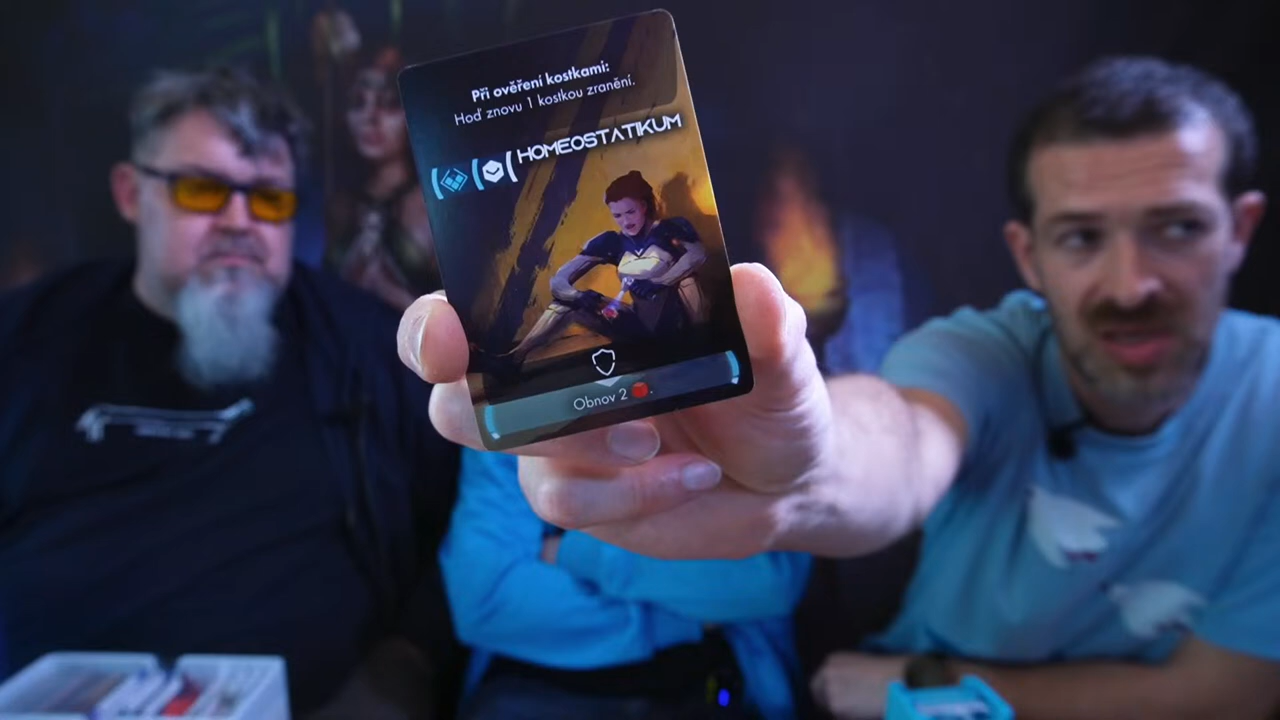 Při ověření kostkami:
Hoď znovu 1 kostkou zranění.
HOMEOSTATIKUM
Obnov 2 .